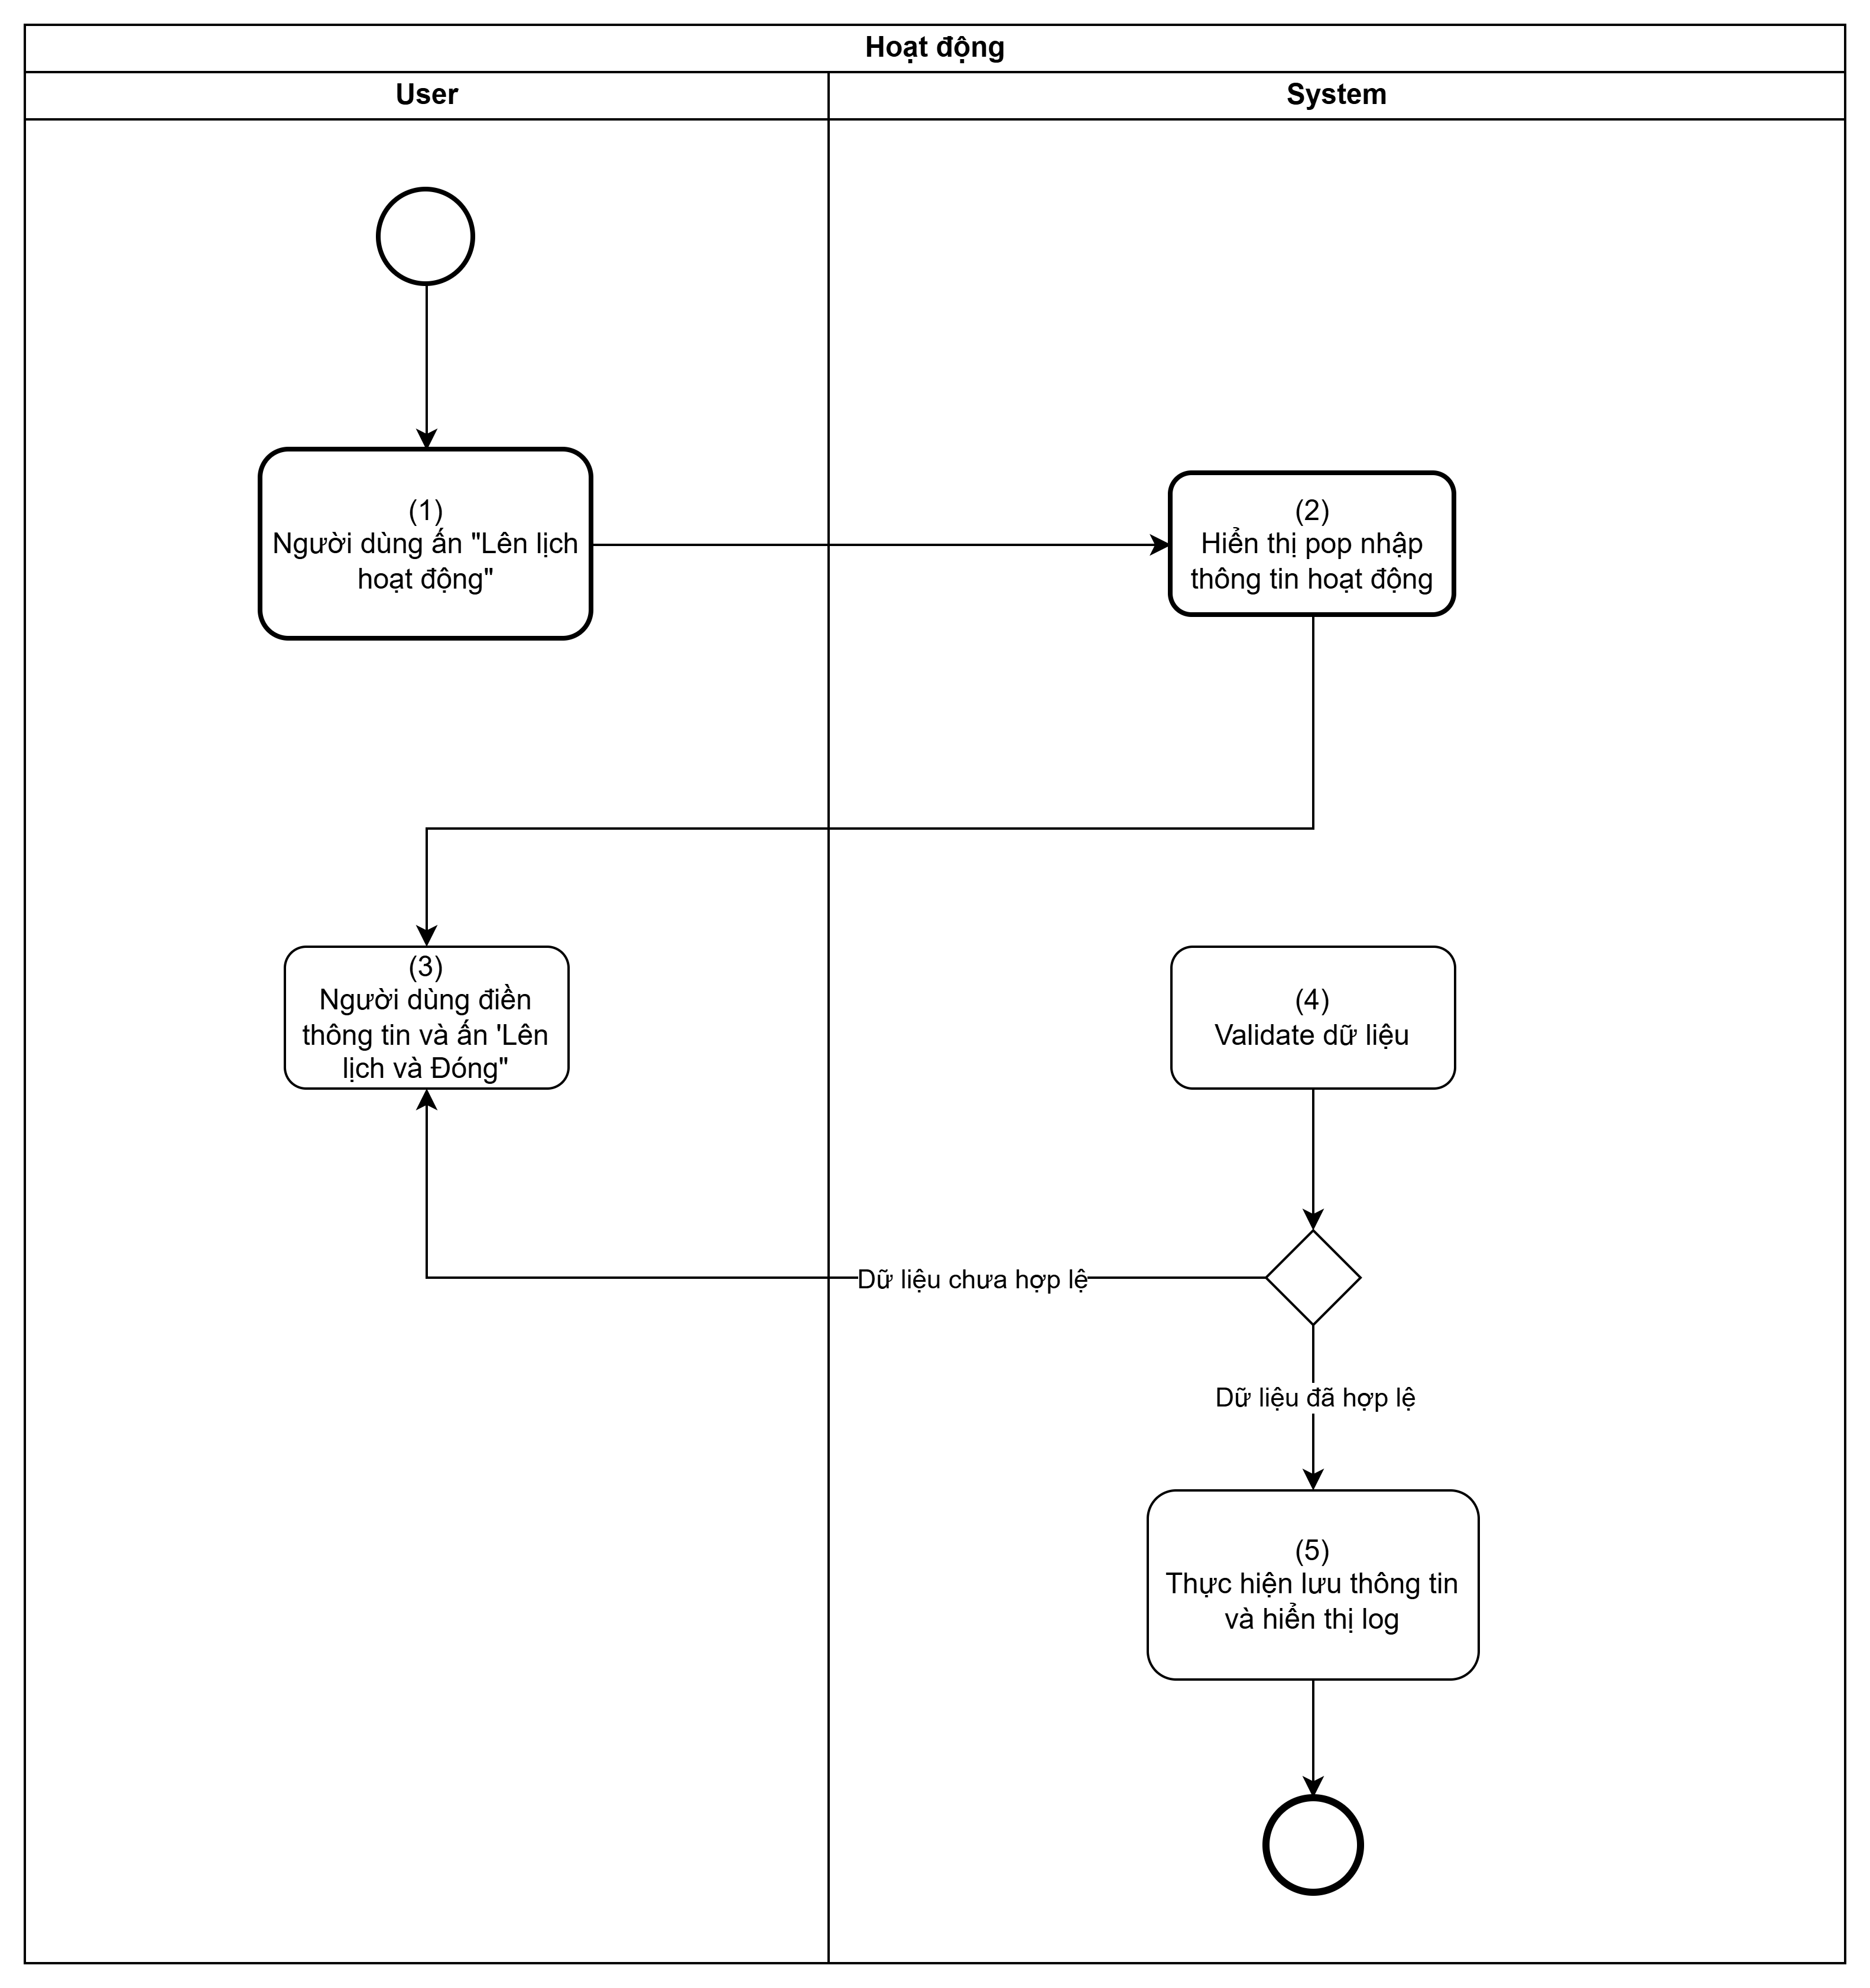 Hoạt động
User
System
(1)
Người dùng ấn "Lên lịch
hoạt động"
(2)
Hiển thị pop nhập
thông tin hoạt động
(3)
Người dùng điền
thông tin và ấn 'Lên
lịch và Đóng"
(4)
Validate dữ liệu
Dữ liệu chưa hợp lệ
Dữ liệu đã hợp lệ
(5)
Thực hiện lưu thông tin
và hiển thị log